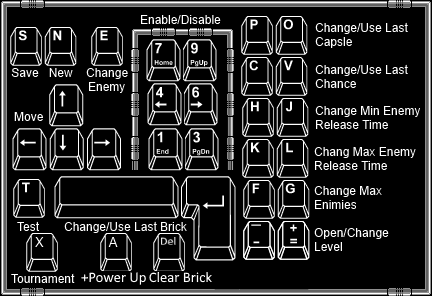 Enable/Disable
S N E
Save New Change
Enemy
7 Home 9 PgUp
4 6
1 End 3 PgDn
Move
P O Change/Use Last
Capsle
C V Change/Use Last
Chance
H J Change Min Enemy
Release Time
K L Chang Max Enemy
Release Time
F G Change Max
Enimies
- + = Open/Change
Level
T
Test Change/Use Last Brick
X A Del
Tournament +Power Up Clear Brick